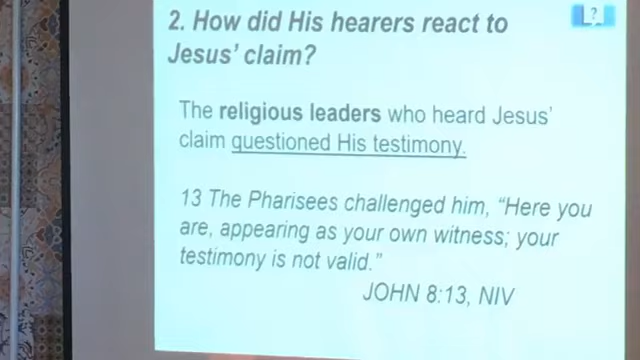 2. How did His hearers react to
Jesus' claim?
The religious leaders who heard Jesus'
claim questioned His testimony.
13 The Pharisees challenged him, “Here you
are, appearing as your own witness; your
testimony is not valid.”
JOHN 8:13, NIV